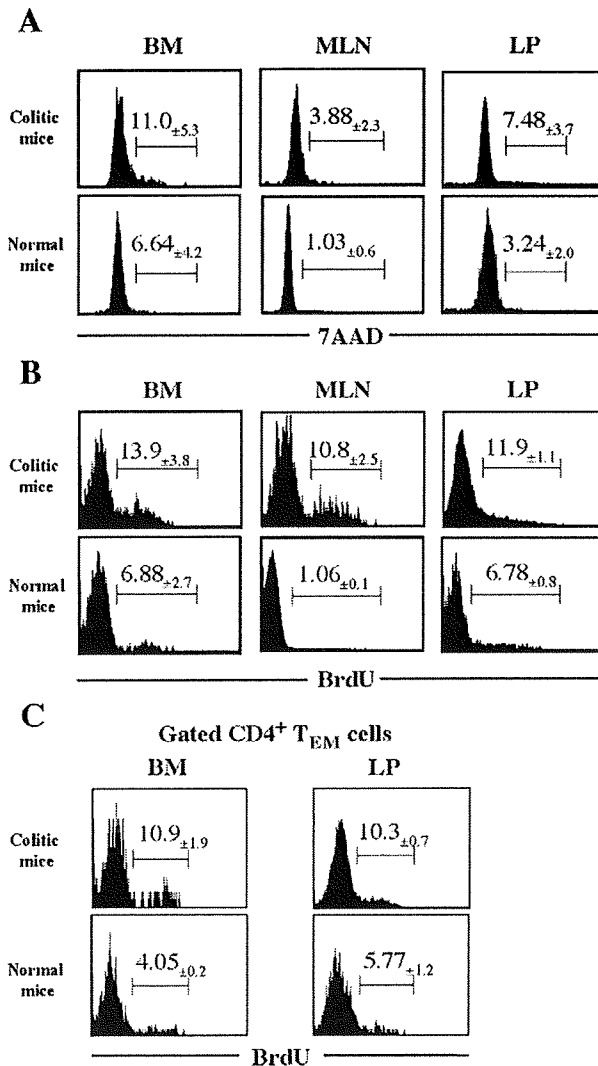 A
BM MLN LP
Colitic mice
11.0±5.3 3.88±2.3 7.48±3.7
Normal mice
6.64±4.2 1.03±0.6 3.24±2.0
7AAD
B
BM MLN LP
Colitic mice
13.9±3.8 10.8±2.5 11.9±1.1
Normal mice
6.88±2.7 1.06±0.1 6.78±0.8
BrdU
C
Gated CD4+ TEM cells
BM LP
Colitic mice
10.9±1.9 10.3±0.7
Normal mice
4.05±0.2 5.77±1.2
BrdU